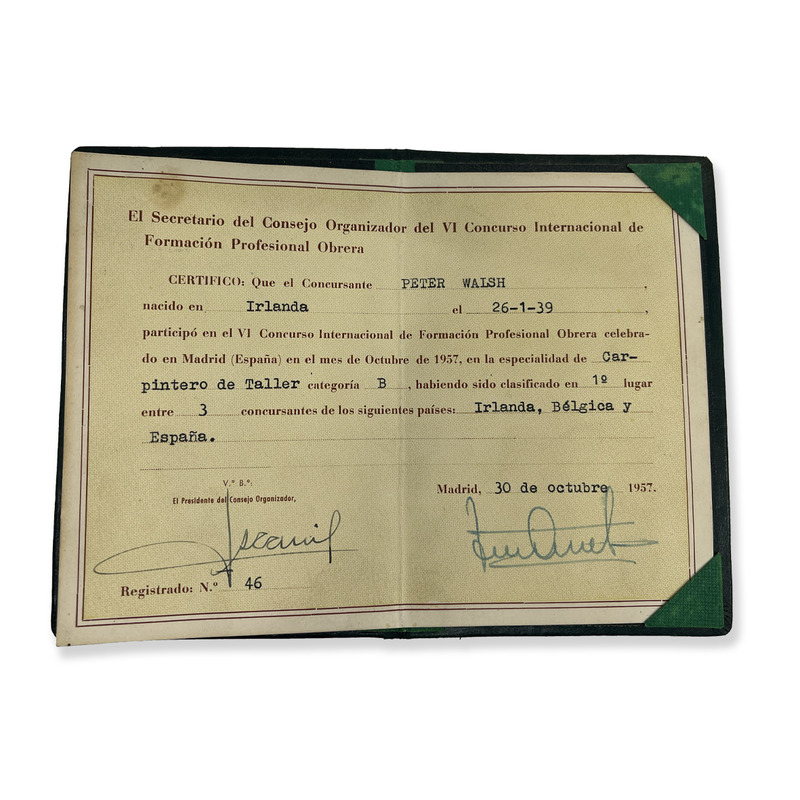 El Secretario del Consejo Organizador del VI Concurso Internacional de
Formación Profesional Obrera
CERTIFICO: Que el Concursante PETER WALSH,
nacido en Irlanda el 26-1-39,
participó en el VI Concurso Internacional de Formación Profesional Obrera celebra-
do en Madrid (España) en el mes de Octubre de 1957, en la especialidad de Car-
pintero de Taller categoría B, habiendo sido clasificado en 1º lugar
entre 3 concursantes de los siguientes países: Irlanda, Bélgica y
España.
V.º B.º:
El Presidente del Consejo Organizador,
Madrid, 30 de octubre 1957.
Registrado: N.º 46